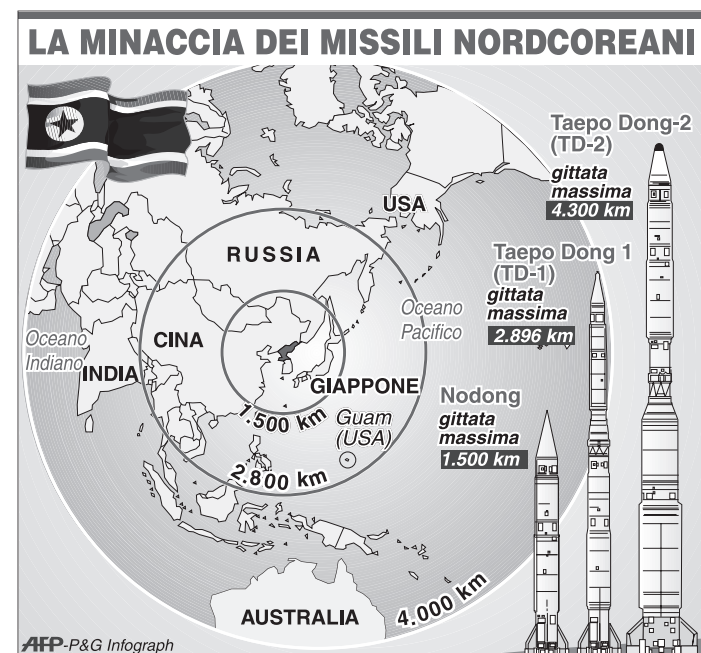 LA MINACCIA DEI MISSILI NORDCOREANI
Taepo Dong-2
(TD-2)
gittata
massima
4.300 km
USA
RUSSIA
Taepo Dong 1
(TD-1)
gittata
massima
2.896 km
Oceano
Pacifico
Oceano
Indiano
CINA
INDIA
GIAPPONE
Nodong
gittata
massima
1.500 km
1.500 km
Guam
(USA)
2.800 km
4.000 km
AUSTRALIA
AFP-P&G Infograph